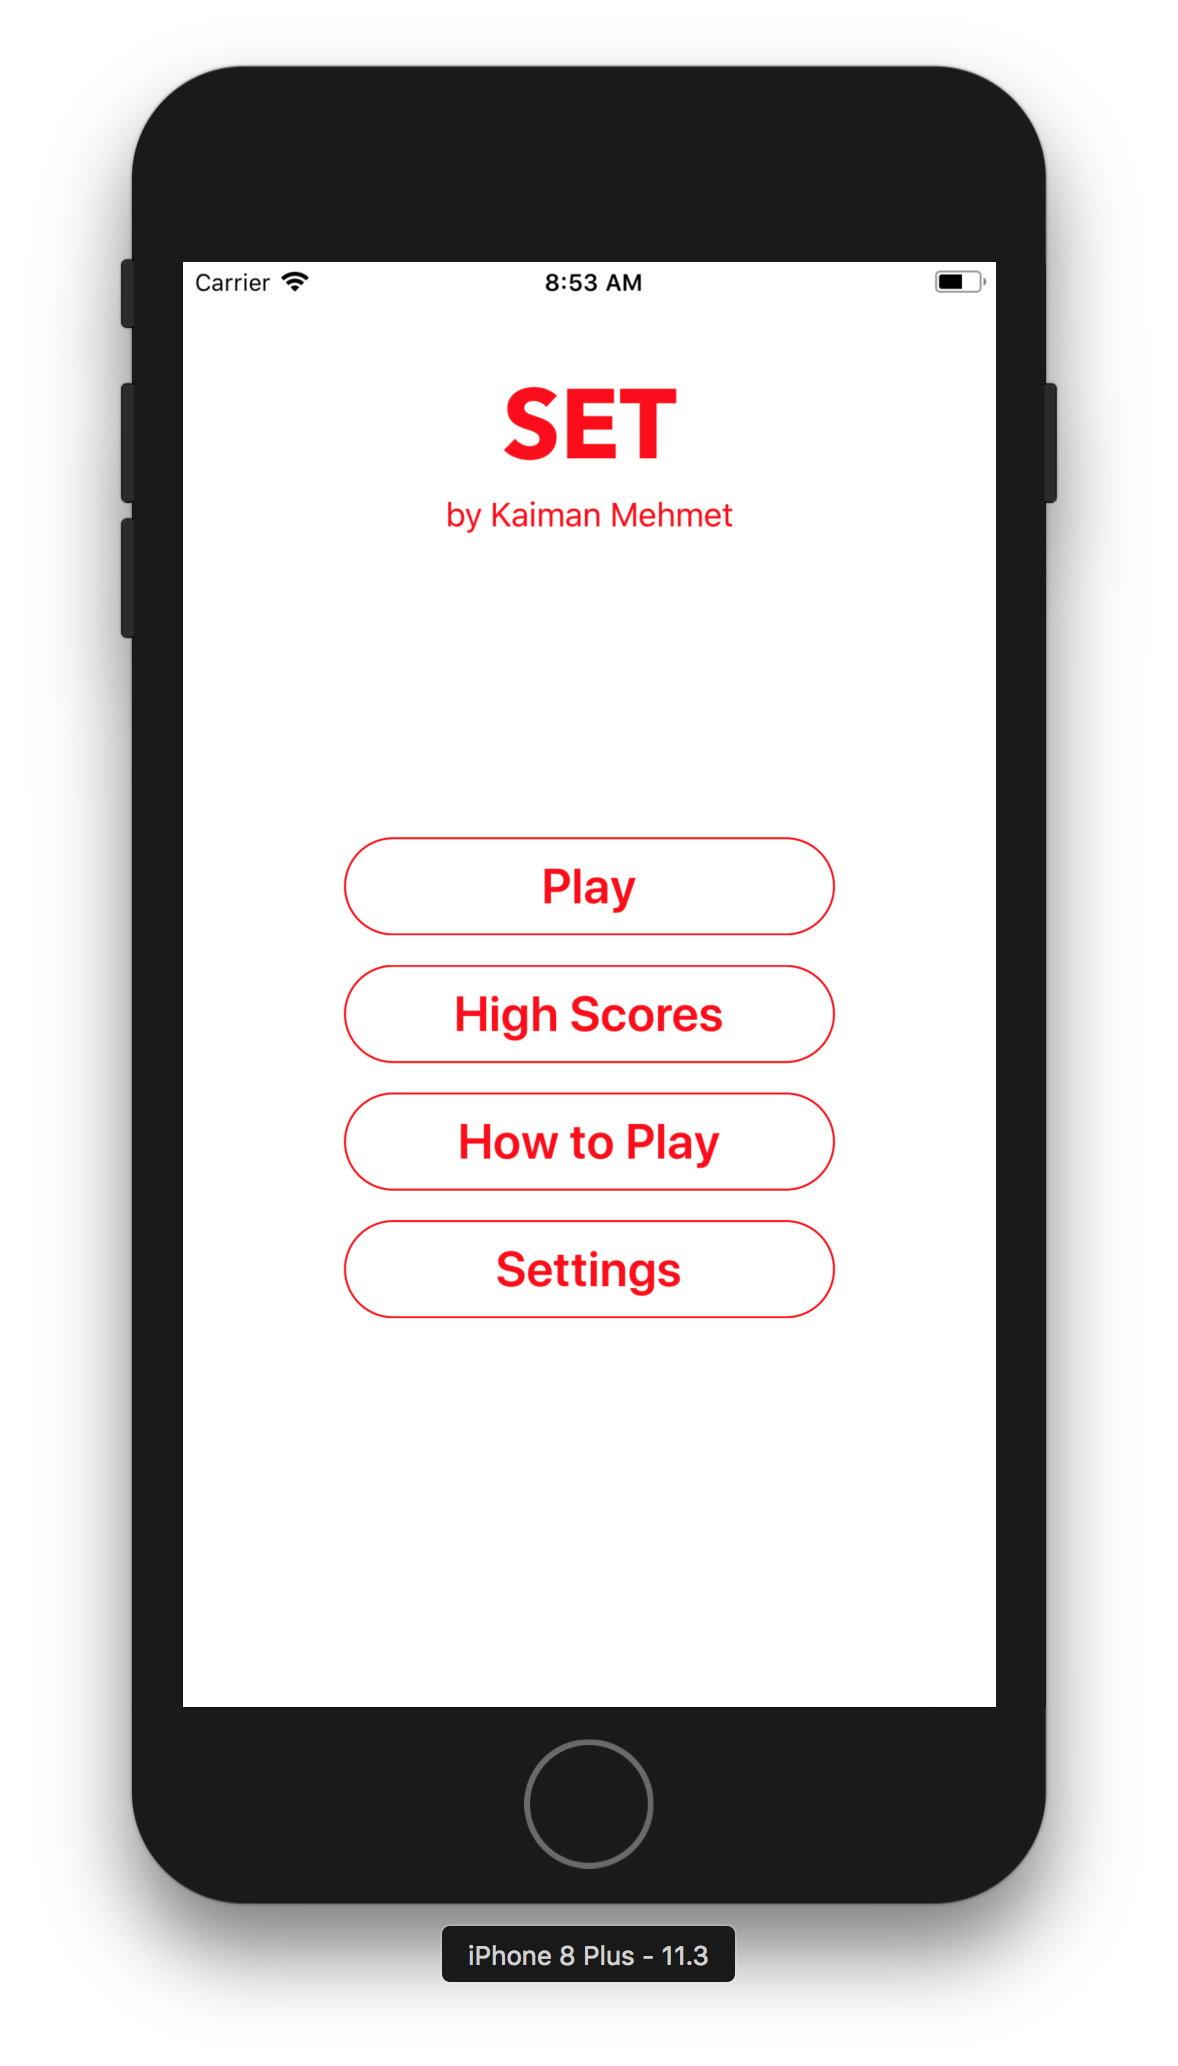 Carrier 8:53 AM
SET
by Kaiman Mehmet
Play
High Scores
How to Play
Settings
iPhone 8 Plus - 11.3